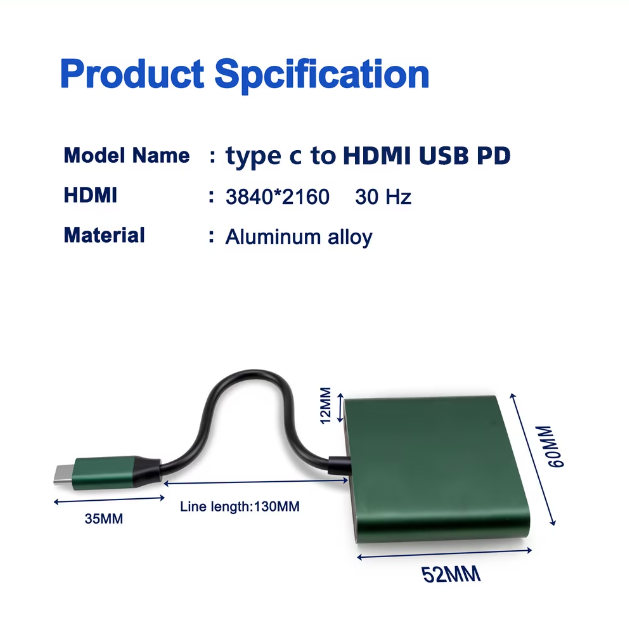 Product Spcification
Model Name : type c to HDMI USB PD
HDMI : 3840*2160 30 Hz
Material : Aluminum alloy
12MM
60MM
Line length:130MM
35MM
52MM